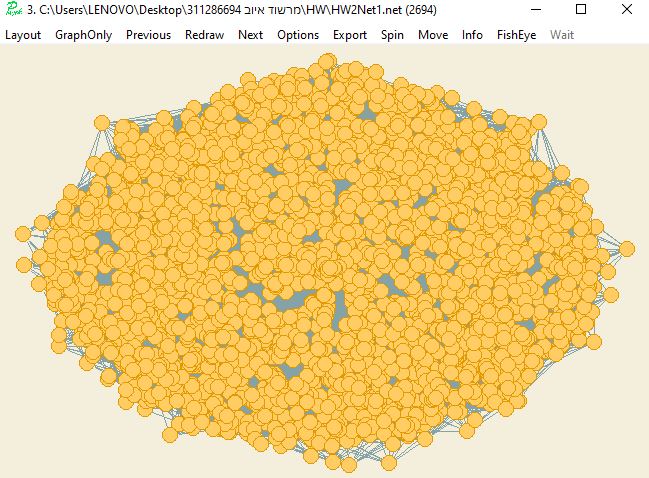 3. C:\Users\LENOVO\Desktop\מרשוד איוב 311286694\HW\HW2Net1.net (2694)
Layout GraphOnly Previous Redraw Next Options Export Spin Move Info FishEye Wait